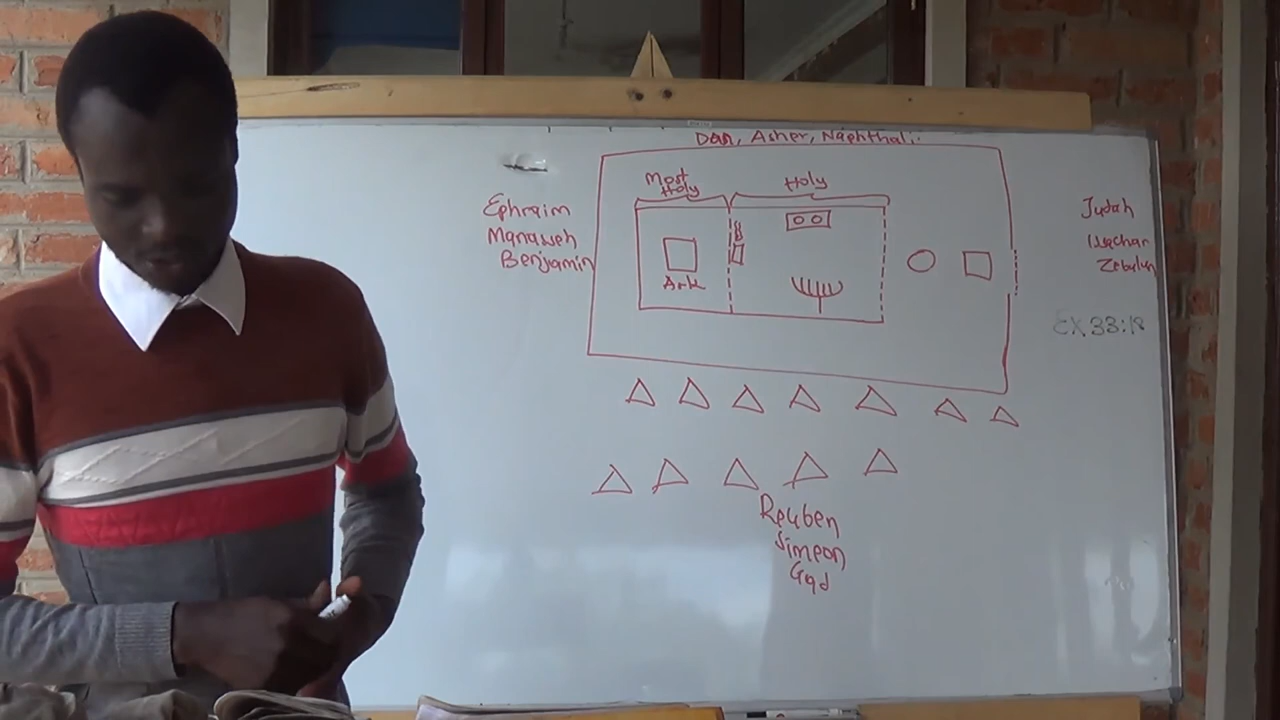 Dan, Asher, Naphthali
Most
Holy
Holy
Ephraim
Manasseh
Benjamin
Ark
Judah
Issachar
Zebulun
EX 33:18
Reuben
Simeon
Gad